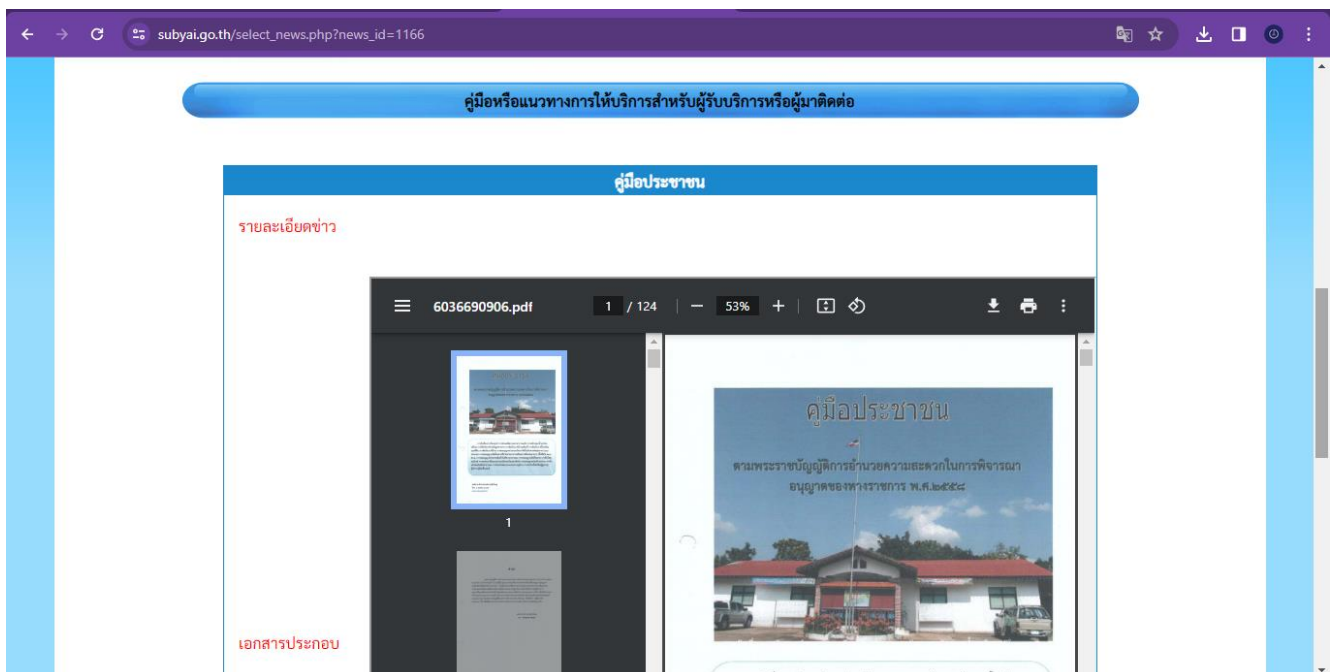 subyai.go.th/select_news.php?news_id=1166
คู่มือหรือแนวทางการให้บริการสำหรับผู้รับบริการหรือผู้มาติดต่อ
คู่มือประชาชน
รายละเอียดข่าว
6036690906.pdf 1 / 124 53%
คู่มือประชาชน
ตามพระราชบัญญัติการอำนวยความสะดวกในการพิจารณา
อนุญาตของทางราชการ พ.ศ.๒๕๕๘
1
เอกสารประกอบ